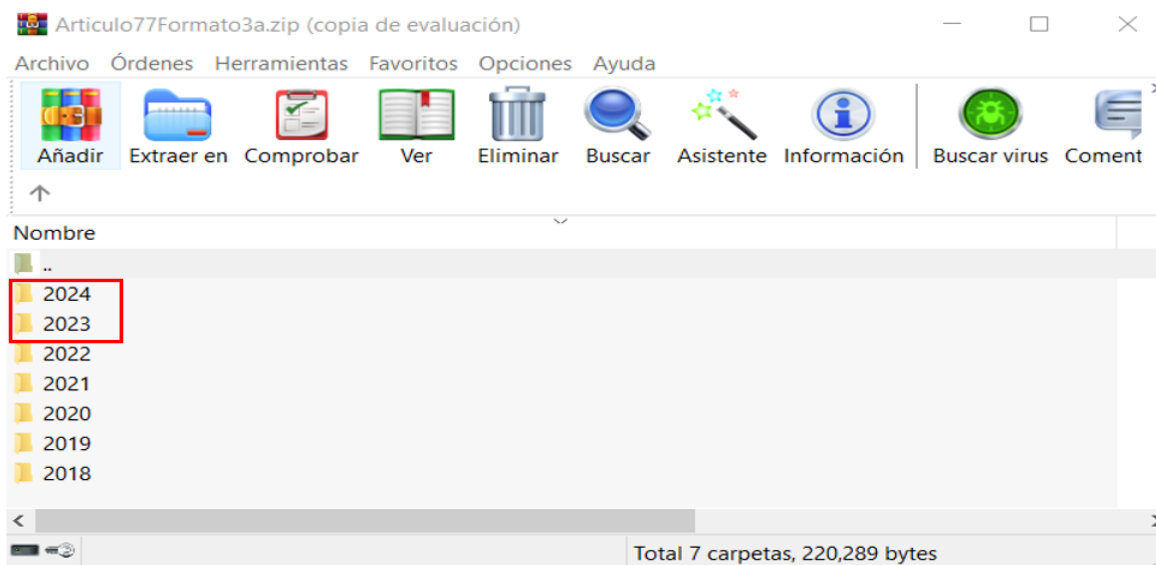 Articulo77Formato3a.zip (copia de evaluación)
Archivo Órdenes Herramientas Favoritos Opciones Ayuda
Añadir Extraer en Comprobar Ver Eliminar Buscar Asistente Información Buscar virus Coment
Nombre
..
2024
2023
2022
2021
2020
2019
2018
Total 7 carpetas, 220,289 bytes